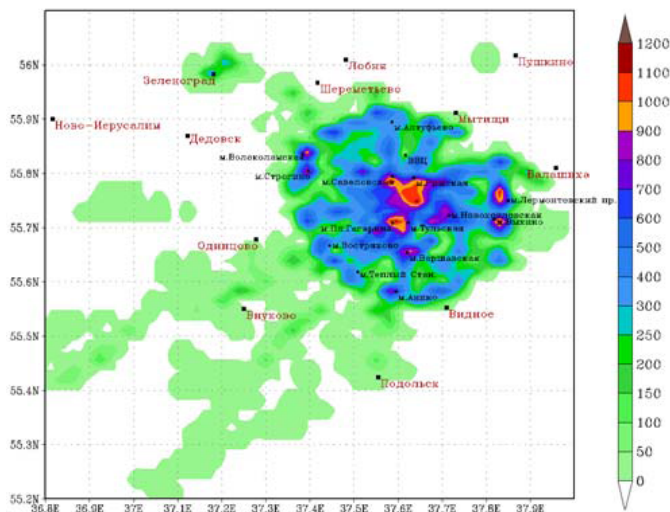 56N
Лобня
Пушкино
Зеленоград
Шереметьево
55.9N
Ново-Иерусалим
Дедовск
м.Алтуфьево
Мытищи
м.Волоколамская
ВВЦ
Балашиха
55.8N
м.Строгино
м.Савеловская
м.Рижская
м.Лермонтовский пр.
55.7N
м.Новохохловская
м.Пл.Гагарина
м.Тульская
Выхино
Одинцово
м.Востряково
м.Варшавская
55.6N
м.Теплый Стан
м.Аннино
Внуково
Видное
55.5N
55.4N
Подольск
55.3N
55.2N
36.8E 36.9E 37E 37.1E 37.2E 37.3E 37.4E 37.5E 37.6E 37.7E 37.8E 37.9E
1200
1100
1000
900
800
700
600
500
400
300
250
200
150
100
50
0